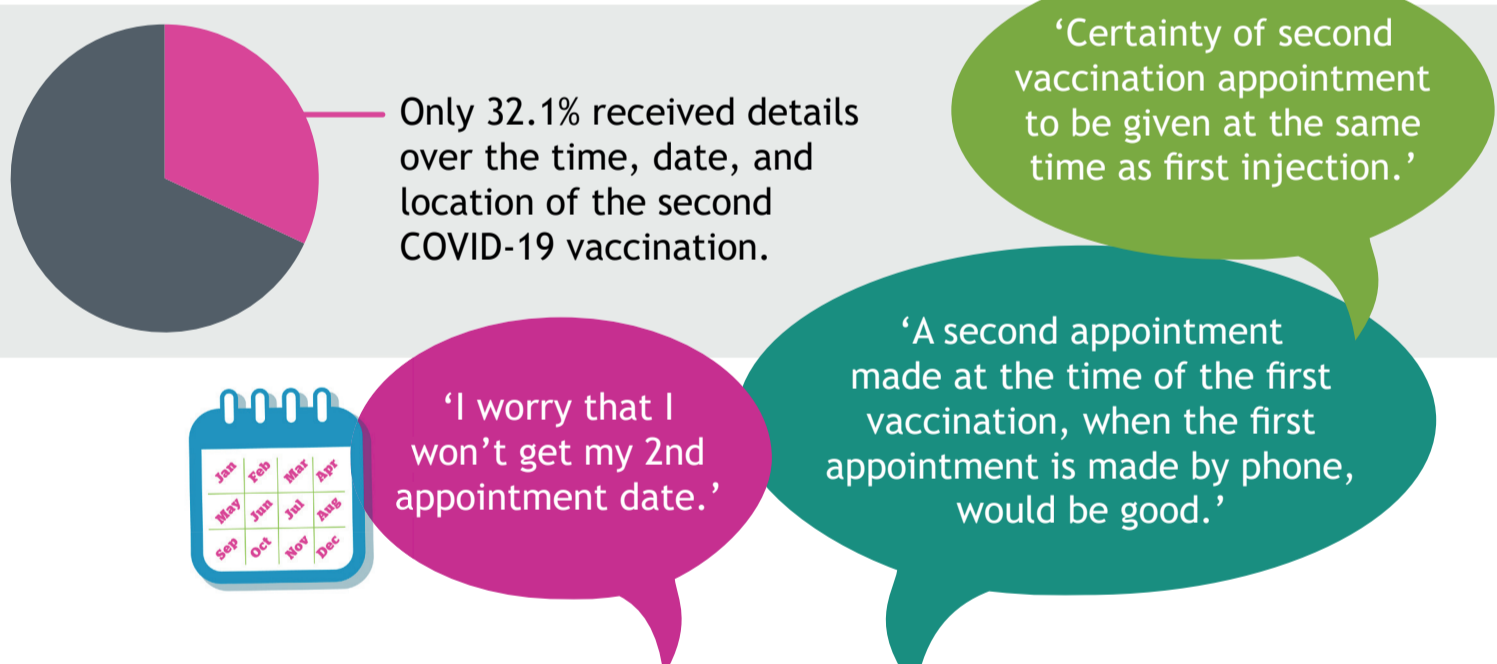 Only 32.1% received details
over the time, date, and
location of the second
COVID-19 vaccination.
‘Certainty of second
vaccination appointment
to be given at the same
time as first injection.’
‘A second appointment
made at the time of the first
vaccination, when the first
appointment is made by phone,
would be good.’
‘I worry that I
won’t get my 2nd
appointment date.’
Jan Feb Mar Apr
May Jun Jul Aug
Sep Oct Nov Dec